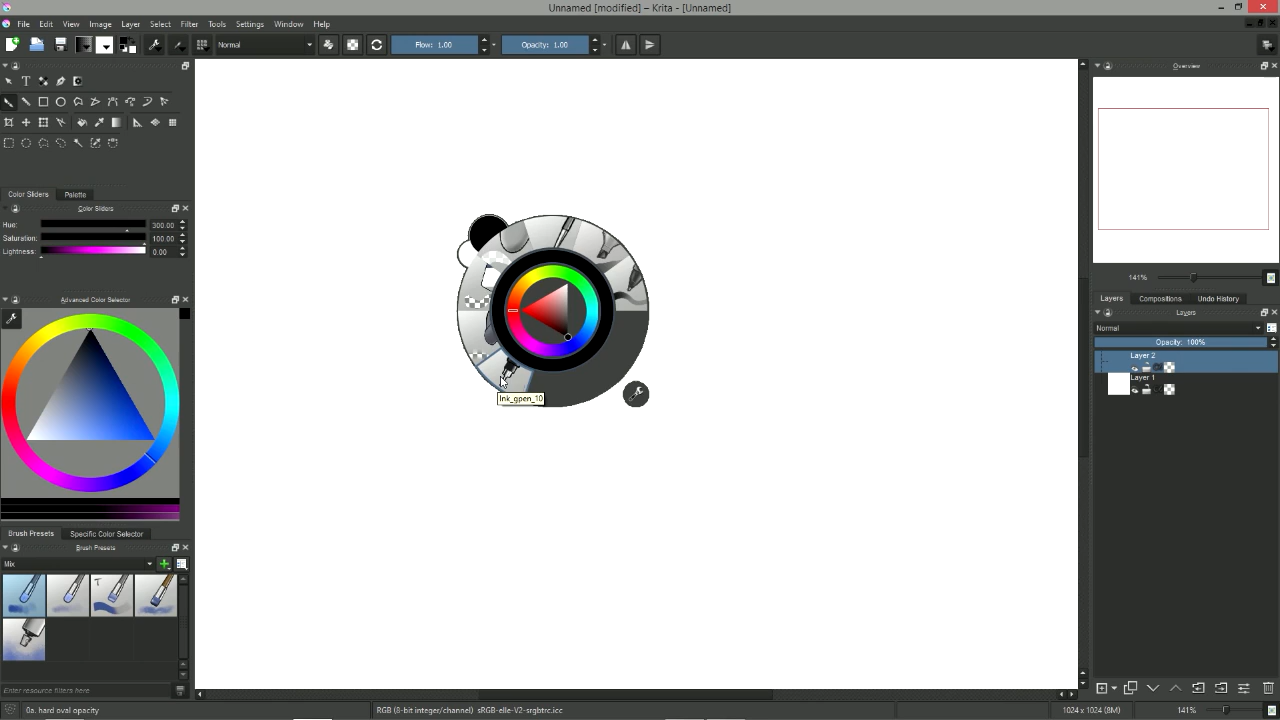 Unnamed [modified] – Krita - [Unnamed]
File Edit View Image Layer Select Filter Tools Settings Window Help
Normal Flow: 1.00 Opacity: 1.00
Overview
T
Color Sliders Palette
Color Sliders
Hue: 300.00
Saturation: 100.00
Lightness: 0.00
141%
Advanced Color Selector
Layers Compositions Undo History
Layers
Normal
Opacity: 100%
Layer 2
Layer 1
Ink_gpen_10
Brush Presets Specific Color Selector
Brush Presets
Mix
T
Enter resource filters here
0a. hard oval opacity RGB (8-bit integer/channel) sRGB-elle-V2-srgbtrc.icc 1024 x 1024 (8M) 141%